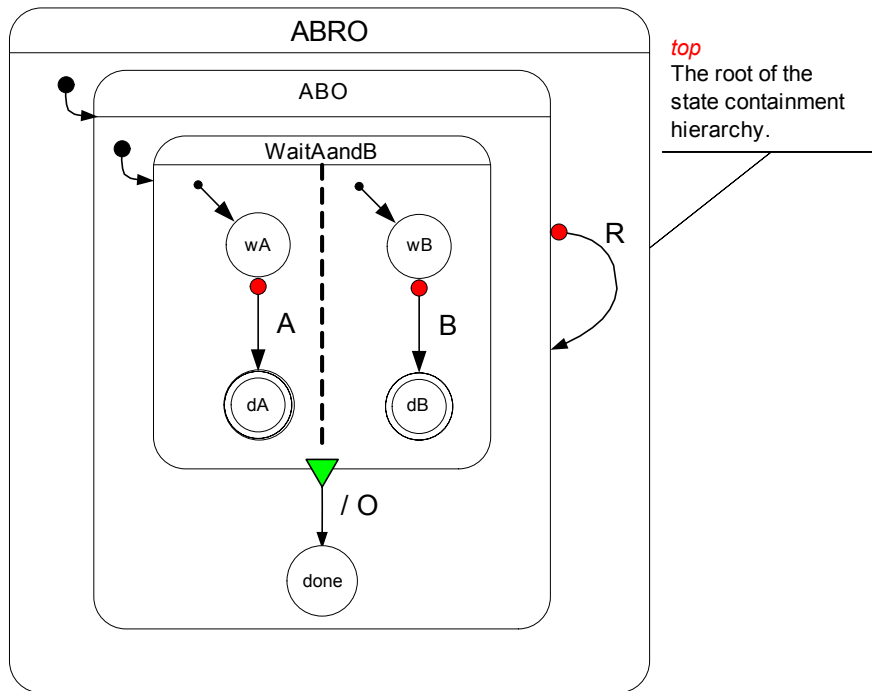 ABRO
top
The root of the
state containment
hierarchy.
ABO
WaitAandB
wA
wB
R
A
B
dA
dB
/ O
done